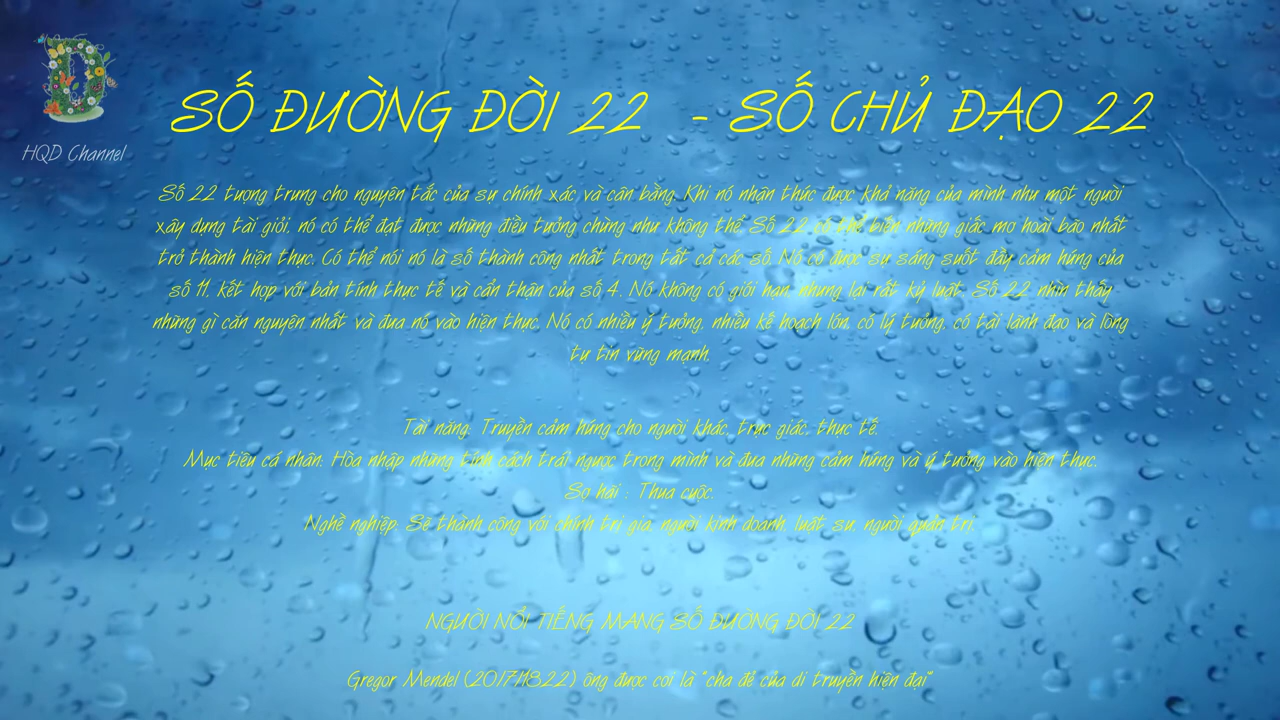 HQD Channel
SỐ ĐƯỜNG ĐỜI 22 - SỐ CHỦ ĐẠO 22
Số 22 tượng trưng cho nguyên tắc của sự chính xác và cân bằng. Khi nó nhận thức được khả năng của mình như một người
xây dựng tài giỏi, nó có thể đạt được những điều tưởng chừng như không thể. Số 22 có thể biến những giấc mơ hoài bão nhất
trở thành hiện thực. Có thể nói nó là số thành công nhất trong tất cả các số. Nó có được sự sáng suốt đầy cảm hứng của
số 11, kết hợp với bản tính thực tế và cẩn thận của số 4. Nó không có giới hạn, nhưng lại rất kỷ luật. Số 22 nhìn thấy
những gì căn nguyên nhất và đưa nó vào hiện thực. Nó có nhiều ý tưởng, nhiều kế hoạch lớn, có lý tưởng, có tài lãnh đạo và lòng
tự tin vững mạnh.
Tài năng: Truyền cảm hứng cho người khác, trực giác, thực tế.
Mục tiêu cá nhân: Hòa nhập những tính cách trái ngược trong mình và đưa những cảm hứng và ý tưởng vào hiện thực.
Sợ hãi : Thua cuộc.
Nghề nghiệp: Sẽ thành công với chính trị gia, người kinh doanh, luật sư, người quản trị.
NGƯỜI NỔI TIẾNG MANG SỐ ĐƯỜNG ĐỜI 22
Gregor Mendel (20/7/1822) ông được coi là "cha đẻ của di truyền hiện đại"